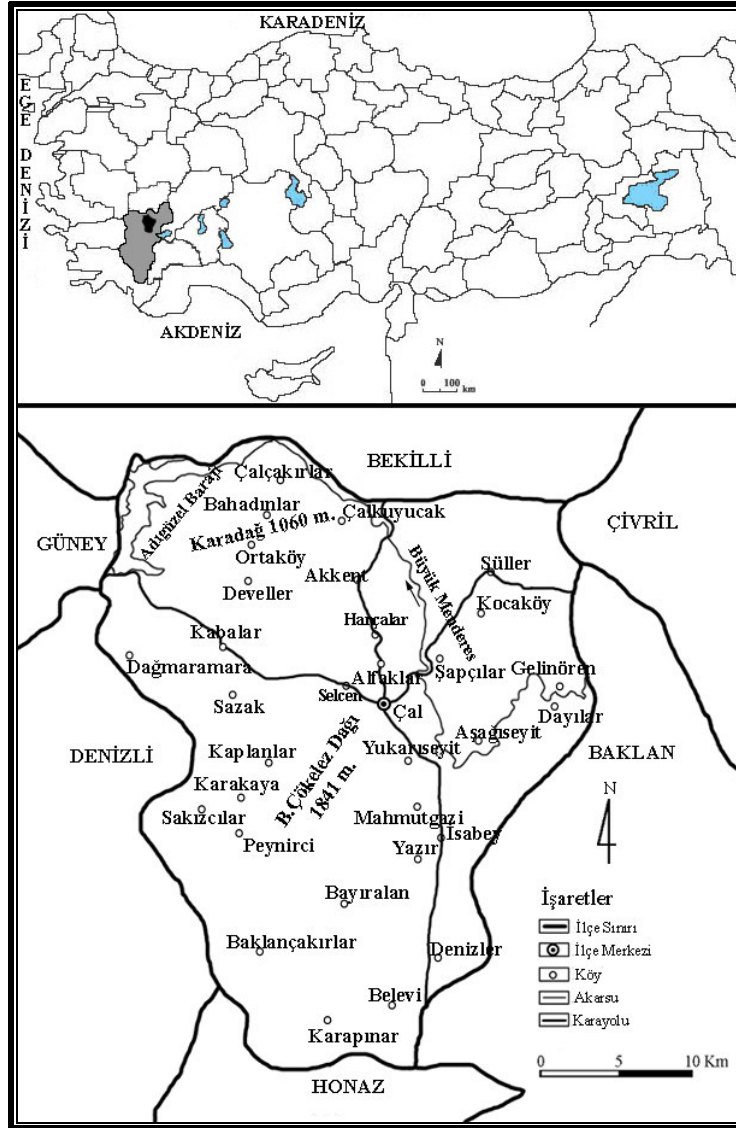 KARADENİZ
EGE DENİZİ
AKDENİZ
N
0 100 km
BEKİLLİ
Çalçakırlar
Adıgüzel Barajı
Bahadınlar
Çalkuyucak
ÇİVRİL
Karadağ 1060 m.
GÜNEY
Ortaköy
Büyük Menderes
Süller
Akkent
Develler
Kocaköy
Harçalar
Kabalar
Dağmaramara
Şapçılar
Gelinören
Alfaklar
Selcen
Sazak
Çal
Dayılar
Aşağıseyit
DENİZLİ
Kaplanlar
B.Çökelez Dağı
1841 m.
Yukarıseyit
BAKLAN
Karakaya
N
Sakızcılar
Mahmutgazi
İsabey
Peynirci
Yazır
Bayıralan
İşaretler
İlçe Sınırı
İlçe Merkezi
Köy
Akarsu
Karayolu
Baklançakırlar
Denizler
Belevi
Karapınar
0 5 10 Km
HONAZ